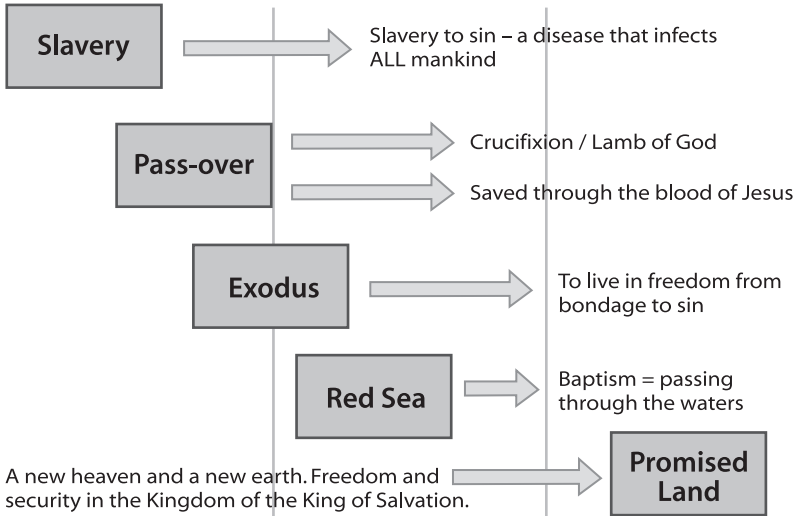 Slavery
Slavery to sin – a disease that infects
ALL mankind
Pass-over
Crucifixion / Lamb of God
Saved through the blood of Jesus
Exodus
To live in freedom from
bondage to sin
Red Sea
Baptism = passing
through the waters
A new heaven and a new earth. Freedom and
security in the Kingdom of the King of Salvation.
Promised
Land